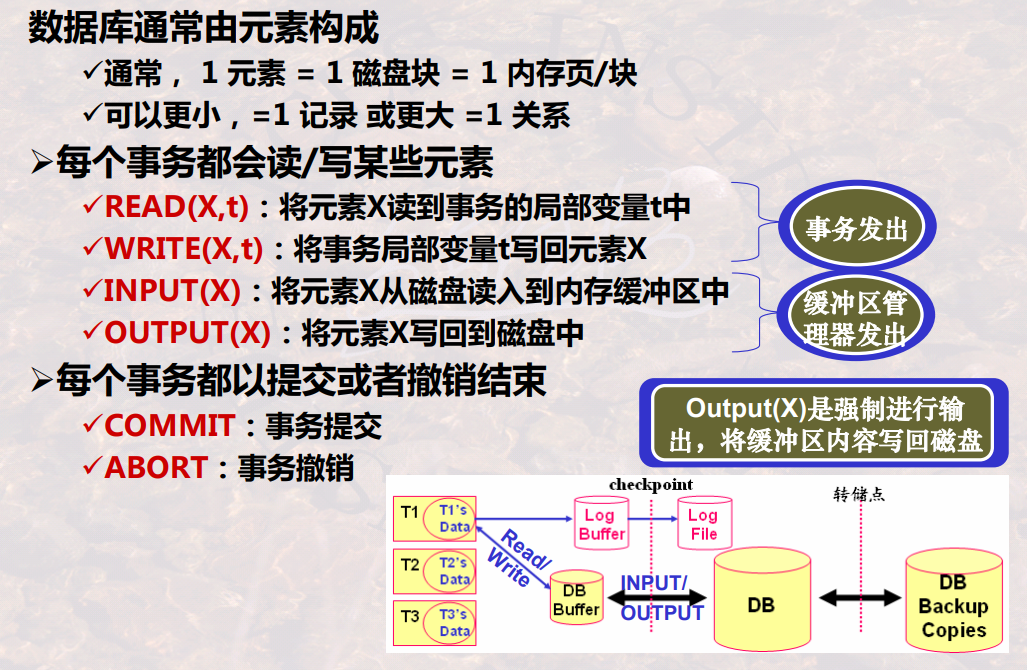 数据库通常由元素构成
✓通常， 1 元素 = 1 磁盘块 = 1 内存页/块
✓可以更小，=1 记录 或更大 =1 关系
➢每个事务都会读/写某些元素
✓READ(X,t)：将元素X读到事务的局部变量t中
✓WRITE(X,t)：将事务局部变量t写回元素X
事务发出
✓INPUT(X)：将元素X从磁盘读入到内存缓冲区中
✓OUTPUT(X)：将元素X写回到磁盘中
缓冲区管
理器发出
➢每个事务都以提交或者撤销结束
✓COMMIT：事务提交
✓ABORT：事务撤销
Output(X)是强制进行输
出，将缓冲区内容写回磁盘
checkpoint
转储点
T1
T1's
Data
Log
Buffer
Log
File
Read/
Write
T2
T2's
Data
DB
Buffer
INPUT/
OUTPUT
DB
DB
Backup
Copies
T3
T3's
Data